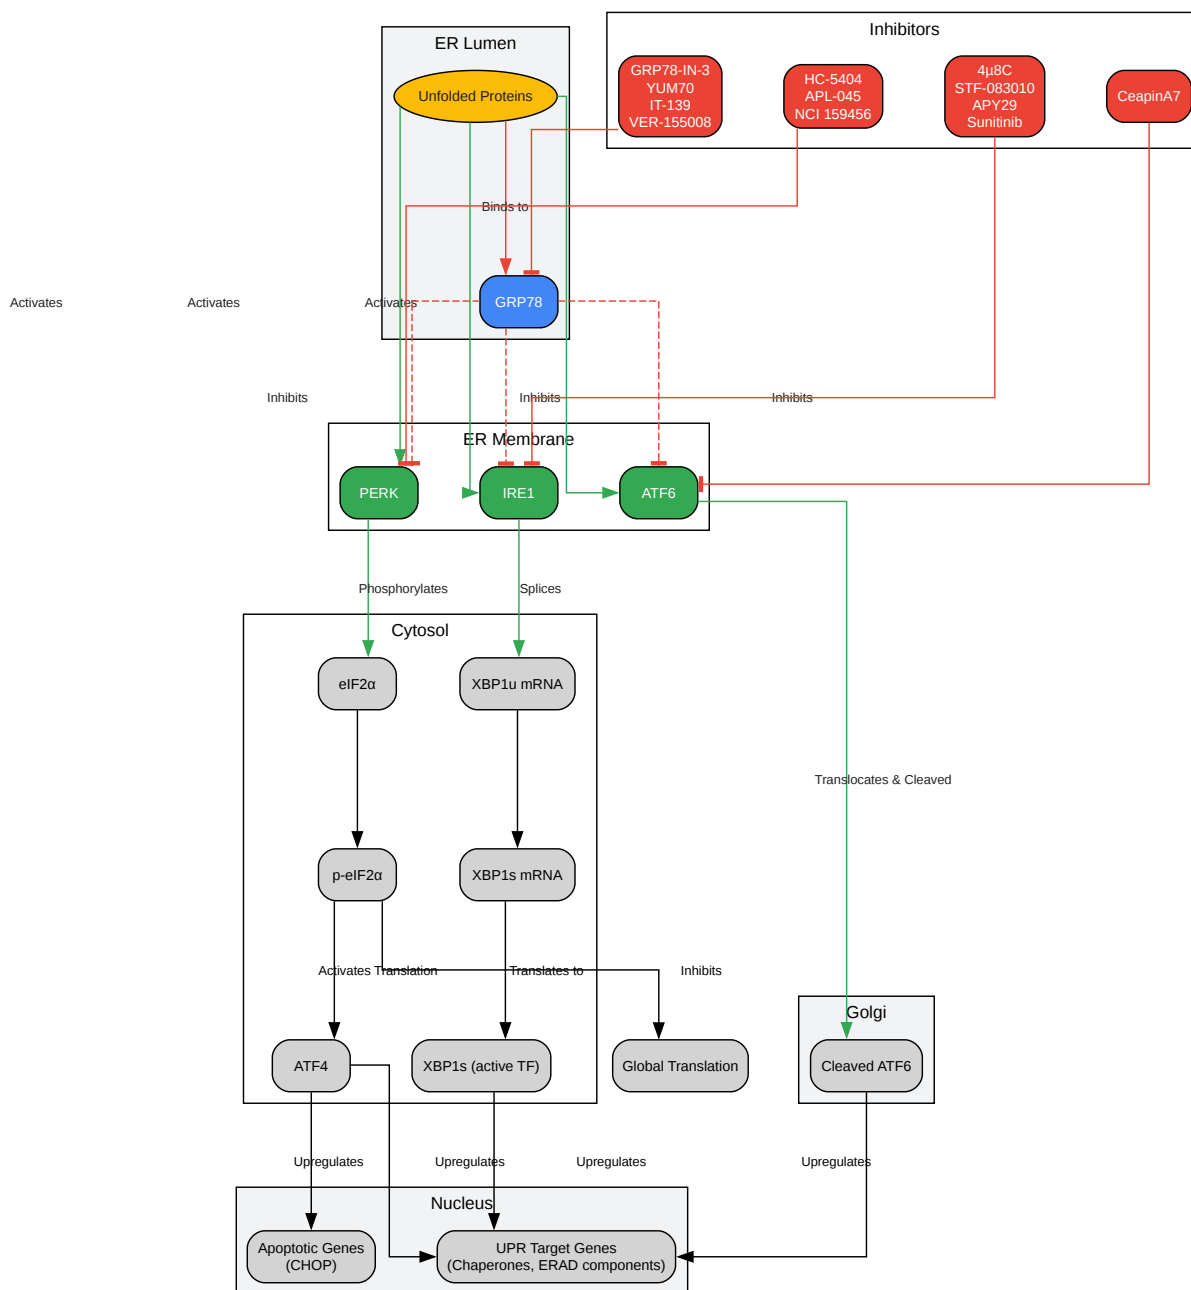 Inhibitors
ER Lumen
GRP78-IN-3
YUM70
IT-139
VER-155008
HC-5404
APL-045
NCI 159456
4µ8C
STF-083010
APY29
Sunitinib
CeapinA7
Unfolded Proteins
Binds to
Activates
Activates
Activates
GRP78
Inhibits
Inhibits
Inhibits
ER Membrane
PERK
IRE1
ATF6
Phosphorylates
Splices
Cytosol
eIF2α
XBP1u mRNA
Translocates & Cleaved
p-eIF2α
XBP1s mRNA
Activates Translation
Translates to
Inhibits
Golgi
ATF4
XBP1s (active TF)
Global Translation
Cleaved ATF6
Upregulates
Upregulates
Upregulates
Upregulates
Nucleus
Apoptotic Genes
(CHOP)
UPR Target Genes
(Chaperones, ERAD components)